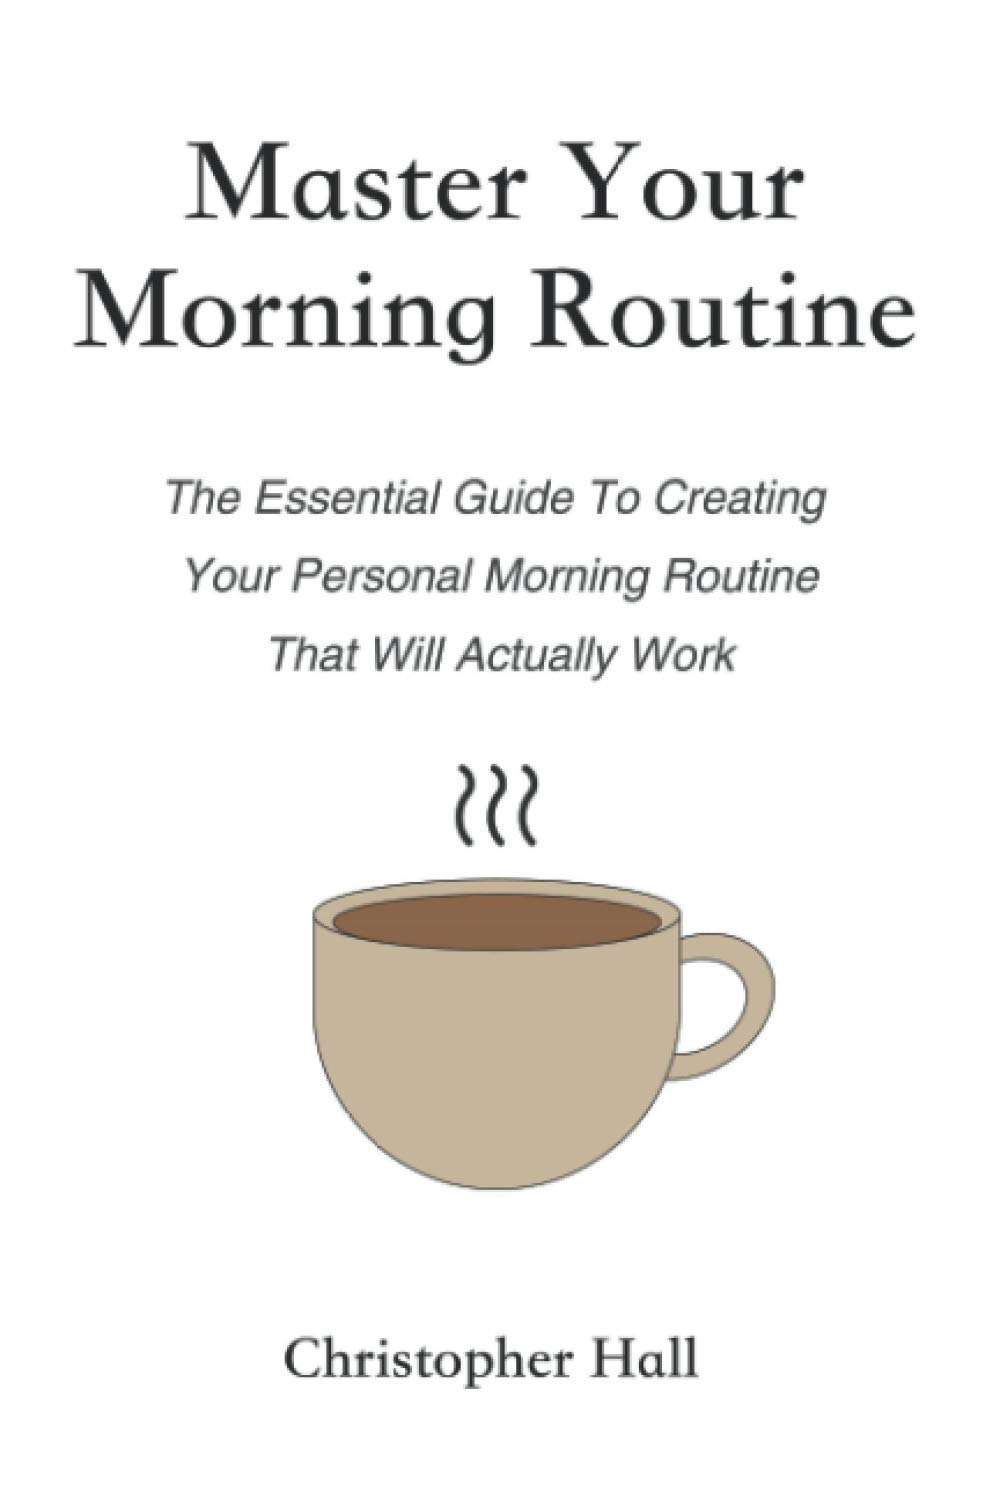 Master Your
Morning Routine
The Essential Guide To Creating
Your Personal Morning Routine
That Will Actually Work
Christopher Hall